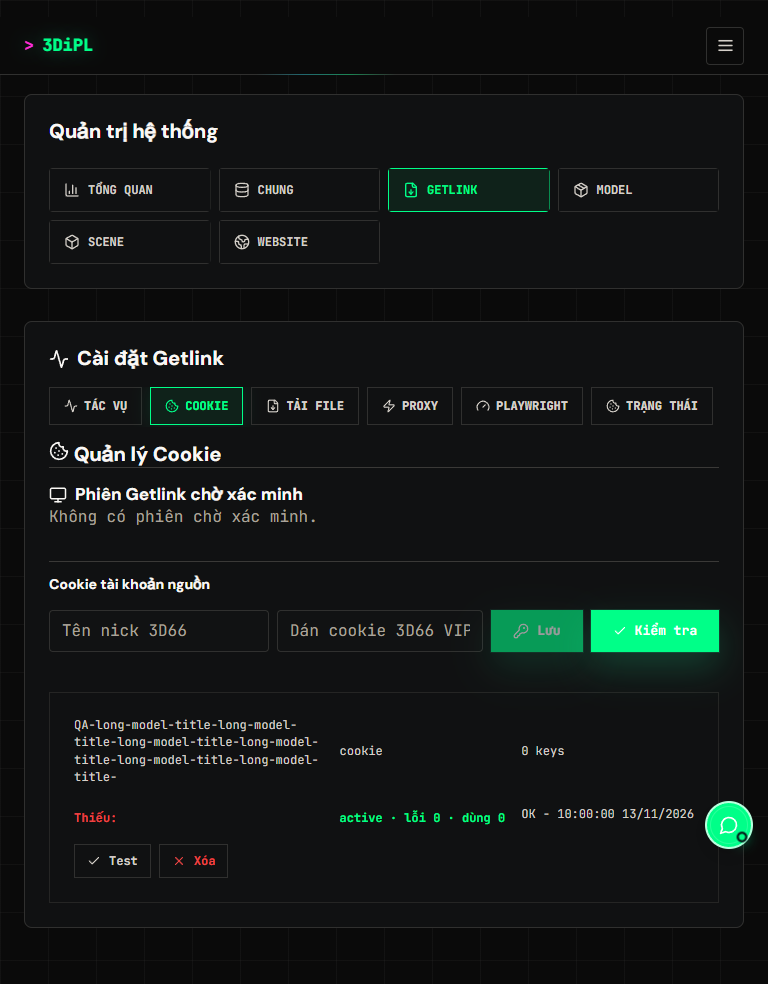 > 3DiPL
Quản trị hệ thống
TỔNG QUAN
CHUNG
GETLINK
MODEL
SCENE
WEBSITE
Cài đặt Getlink
TÁC VỤ
COOKIE
TẢI FILE
PROXY
PLAYWRIGHT
TRẠNG THÁI
Quản lý Cookie
Phiên Getlink chờ xác minh
Không có phiên chờ xác minh.
Cookie tài khoản nguồn
Tên nick 3D66
Dán cookie 3D66 VIP
Lưu
Kiểm tra
QA-long-model-title-long-model-
title-long-model-title-long-model-
title-long-model-title-long-model-
title-
cookie
0 keys
Thiếu:
active · lỗi 0 · dùng 0
OK - 10:00:00 13/11/2026
Test
Xóa